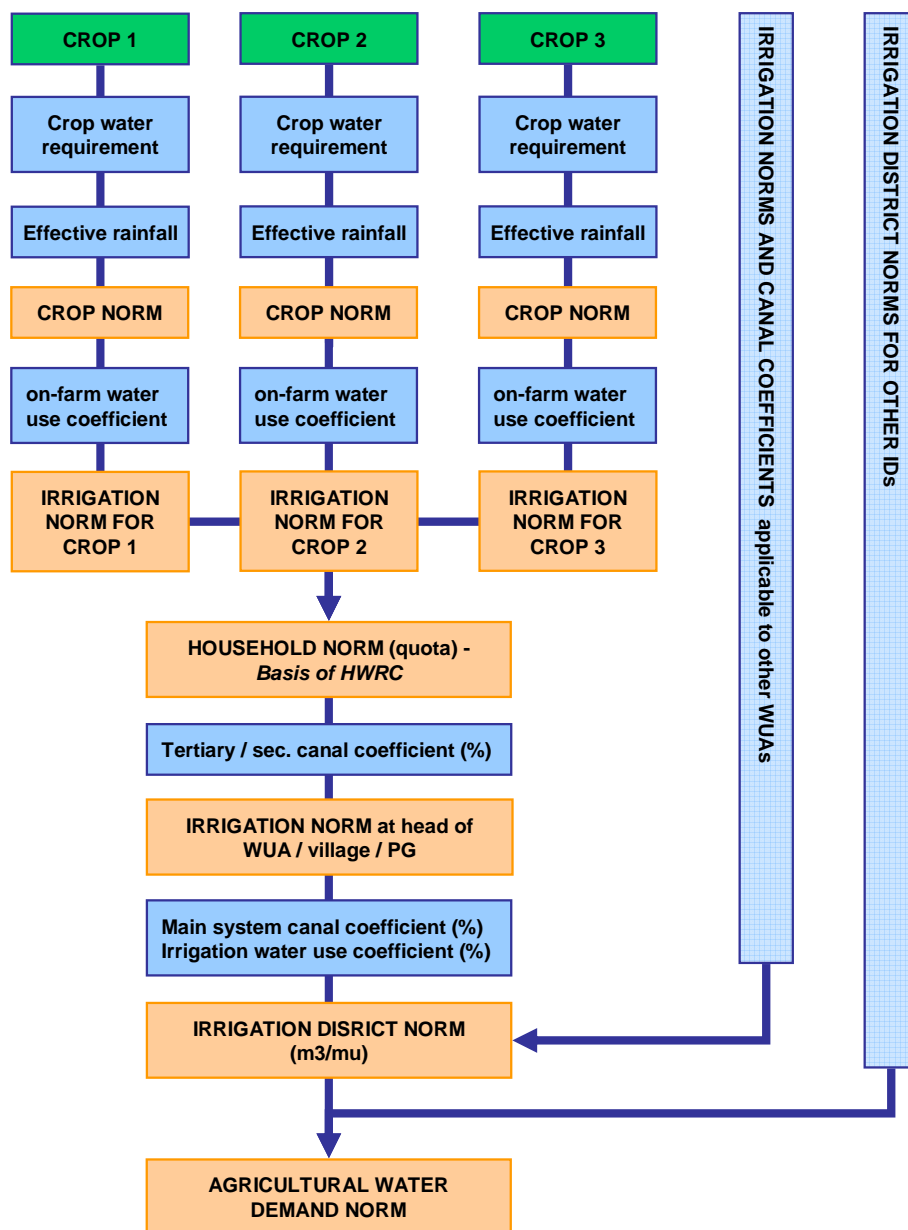 CROP 1
CROP 2
CROP 3
Crop water
requirement
Crop water
requirement
Crop water
requirement
Effective rainfall
Effective rainfall
Effective rainfall
CROP NORM
CROP NORM
CROP NORM
on-farm water
use coefficient
on-farm water
use coefficient
on-farm water
use coefficient
IRRIGATION
NORM FOR
CROP 1
IRRIGATION
NORM FOR
CROP 2
IRRIGATION
NORM FOR
CROP 3
HOUSEHOLD NORM (quota) -
Basis of HWRC
Tertiary / sec. canal coefficient (%)
IRRIGATION NORM at head of
WUA / village / PG
Main system canal coefficient (%)
Irrigation water use coefficient (%)
IRRIGATION DISRICT NORM
(m3/mu)
AGRICULTURAL WATER
DEMAND NORM
IRRIGATION NORMS AND CANAL COEFFICIENTS applicable to other WUAs
IRRIGATION DISTRICT NORMS FOR OTHER IDs